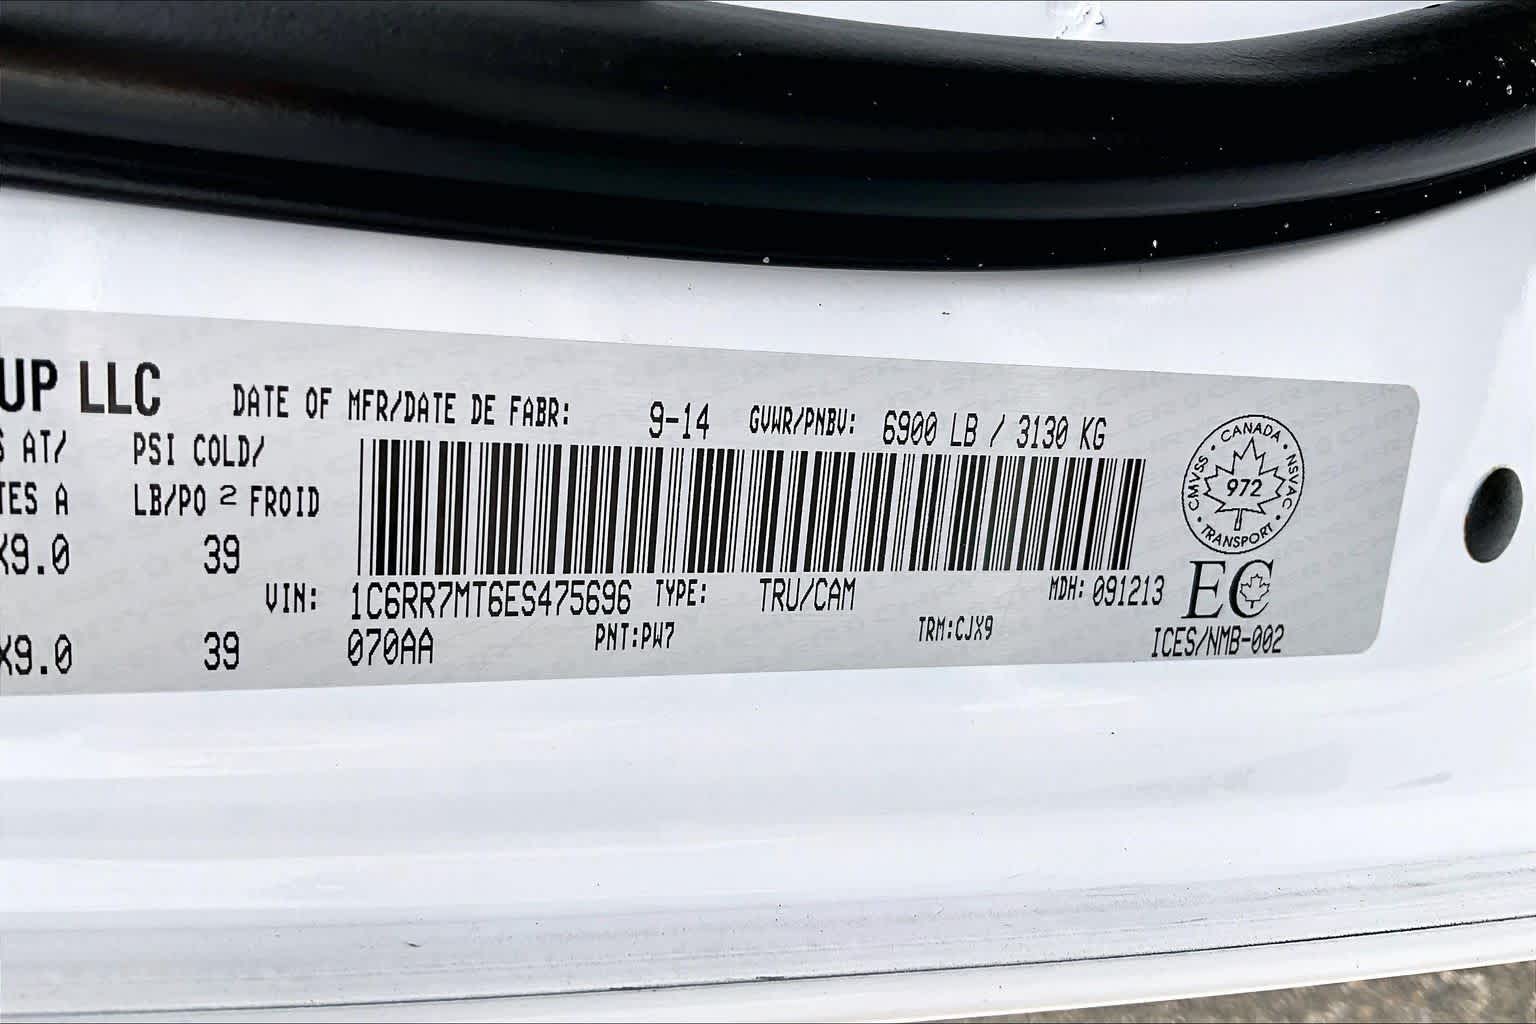 UP LLC
DATE OF MFR/DATE DE FABR: 9-14 GVWR/PNBV: 6900 LB / 3130 KG
AT/ PSI COLD/
A LB/PO 2 FROID
X9.0 39
VIN: 1C6RR7MT6ES475696 TYPE: TRU/CAM MDH: 091213
X9.0 39 070AA PNT:PW7 TRM:CJX9
CANADA
CMVSS NSVAC
972
TRANSPORT
EC
ICES/NMB-002